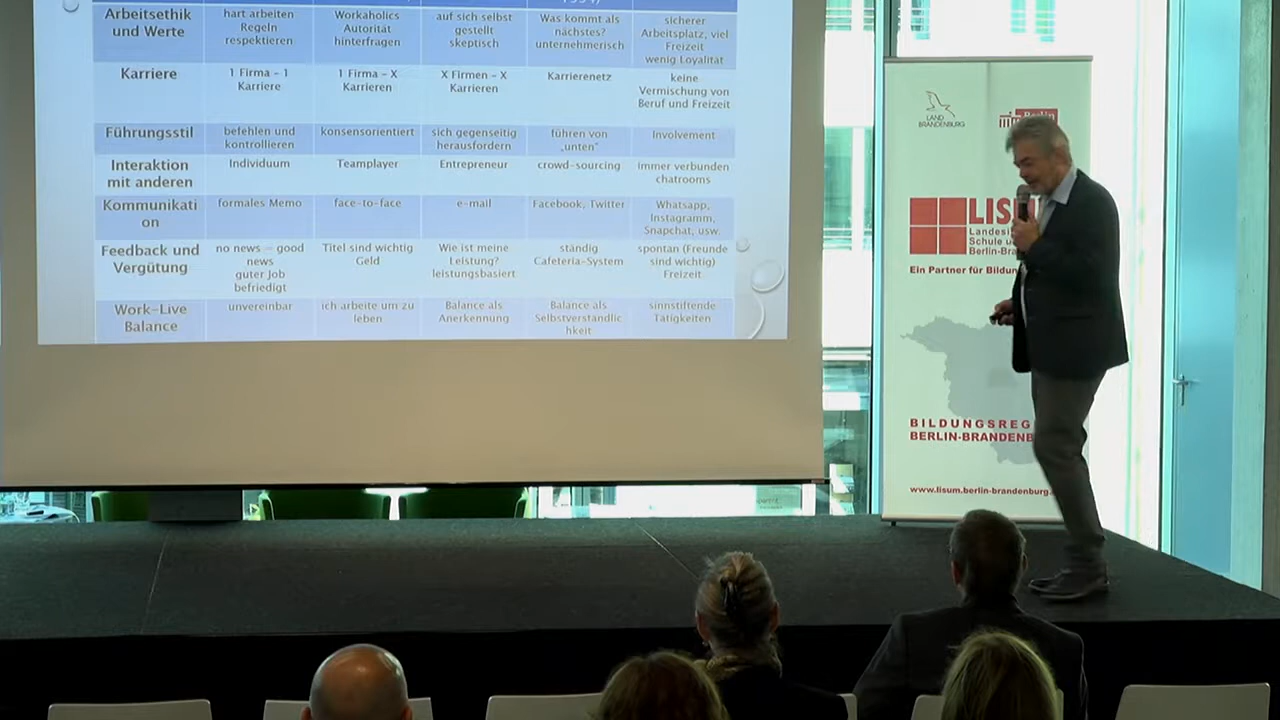 Arbeitsethik und Werte
hart arbeiten
Regeln
respektieren
Workaholics
Autorität
hinterfragen
auf sich selbst
gestellt
skeptisch
Was kommt als
nächstes?
unternehmerisch
sicherer
Arbeitsplatz, viel
Freizeit
wenig Loyalität
Karriere
1 Firma – 1
Karriere
1 Firma – X
Karrieren
X Firmen – X
Karrieren
Karrierenetz
keine
Vermischung von
Beruf und Freizeit
Führungsstil
befehlen und
kontrollieren
konsensorientiert
sich gegenseitig
herausfordern
führen von
„unten“
Involvement
Interaktion
mit anderen
Individuum
Teamplayer
Entrepreneur
crowd-sourcing
immer verbunden
chatrooms
Kommunikati
on
formales Memo
face-to-face
e-mail
Facebook, Twitter
Whatsapp,
Instagramm,
Snapchat, usw.
Feedback und
Vergütung
no news = good
news
guter Job
befriedigt
Titel sind wichtig
Geld
Wie ist meine
Leistung?
leistungsbasiert
ständig
Cafeteria-System
spontan (Freunde
sind wichtig)
Freizeit
Work-Live
Balance
unvereinbar
ich arbeite um zu
leben
Balance als
Anerkennung
Balance als
Selbstverständlic
hkeit
sinnstiftende
Tätigkeiten
LAND
BRANDENBURG
Berlin
LISU
Landesi
Schule u
Berlin-Bra
Ein Partner für Bildun
BILDUNGSREG
BERLIN-BRANDENB
www.lisum.berlin-brandenburg.